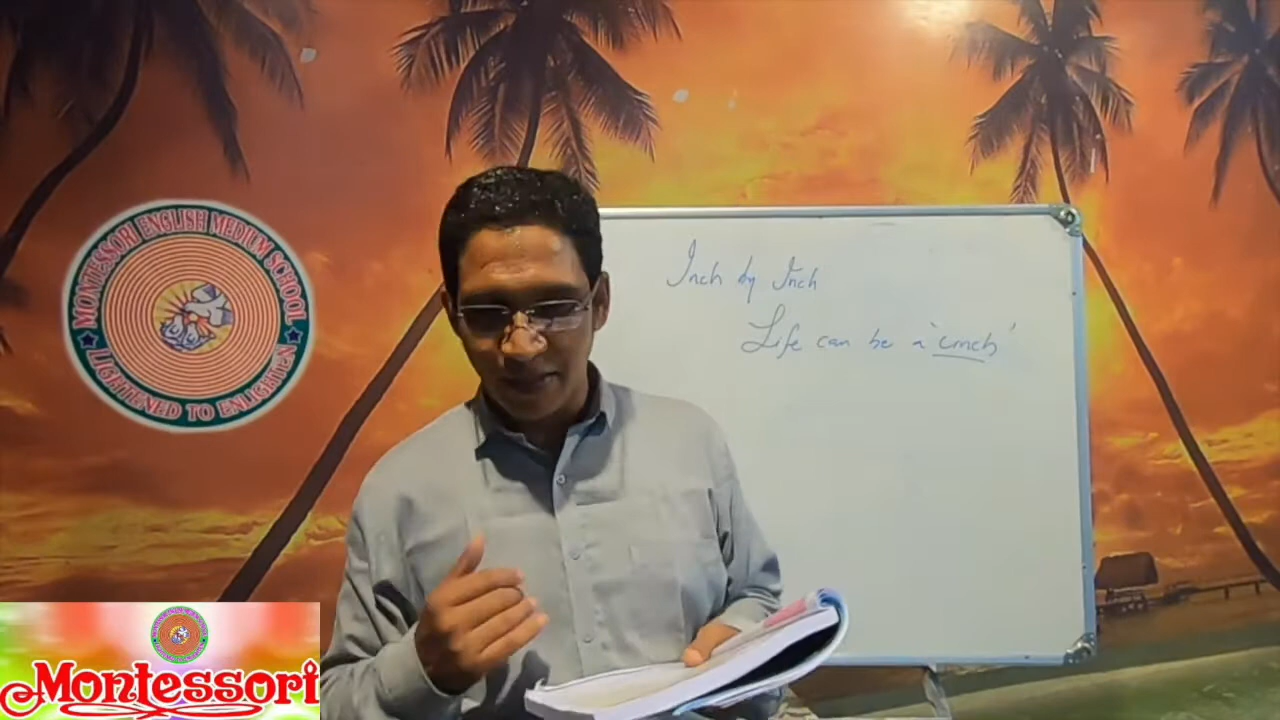 MONTESSORI ENGLISH MEDIUM SCHOOL
LIGHTENED TO ENLIGHTEN
Inch by Inch
Life can be a 'cinch'
Montessori